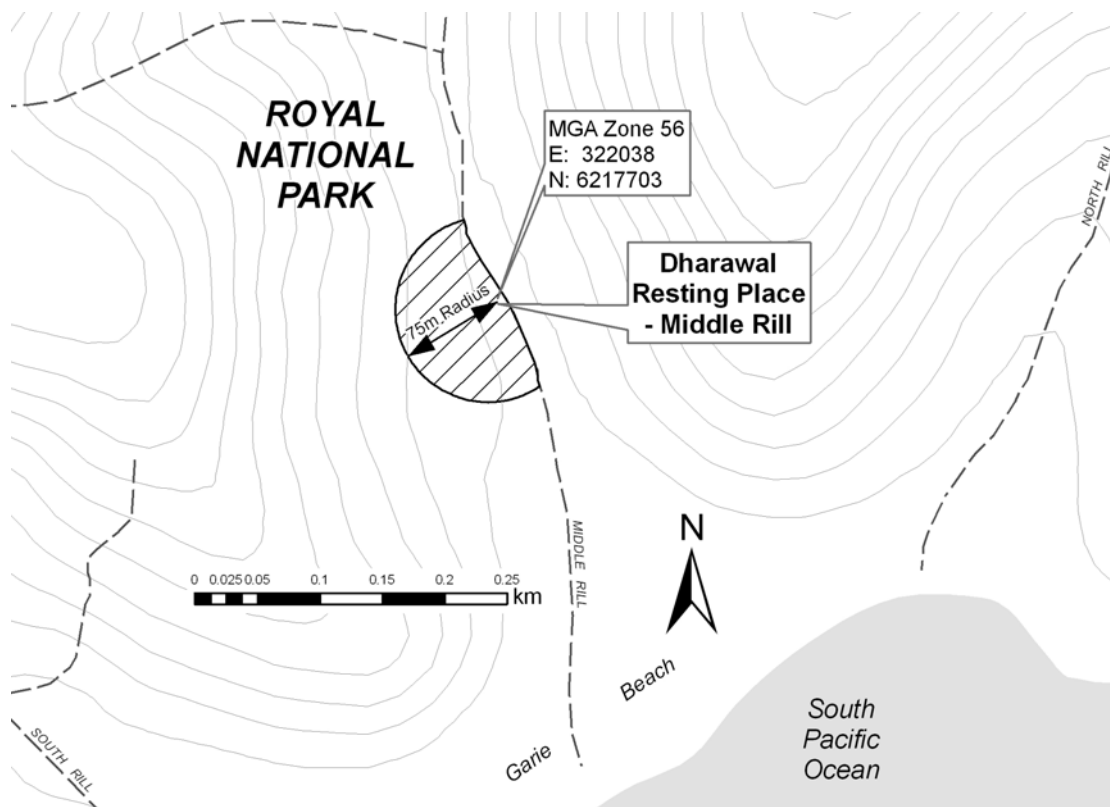 ROYAL
NATIONAL
PARK
MGA Zone 56
E: 322038
N: 6217703
NORTH RILL
Dharawal
Resting Place
- Middle Rill
75m Radius
MIDDLE RILL
N
0 0.025 0.05 0.1 0.15 0.2 0.25
km
Beach
Garie
South
Pacific
Ocean
SOUTH RILL